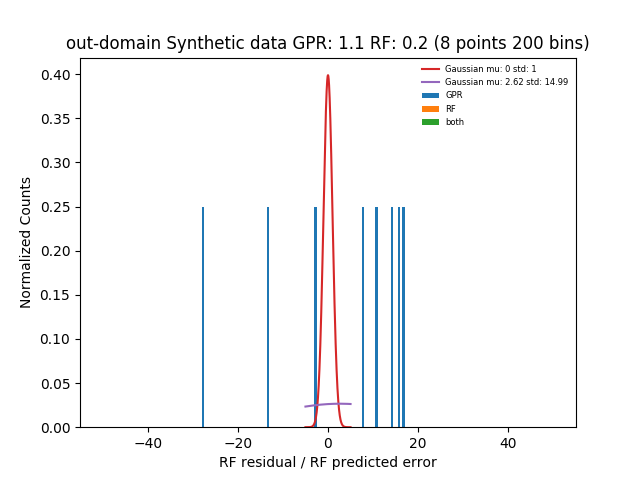 out-domain Synthetic data GPR: 1.1 RF: 0.2 (8 points 200 bins)
Gaussian mu: 0 std: 1
Gaussian mu: 2.62 std: 14.99
GPR
RF
both
0.40
0.35
0.30
0.25
0.20
0.15
0.10
0.05
0.00
Normalized Counts
−40
−20
0
20
40
RF residual / RF predicted error